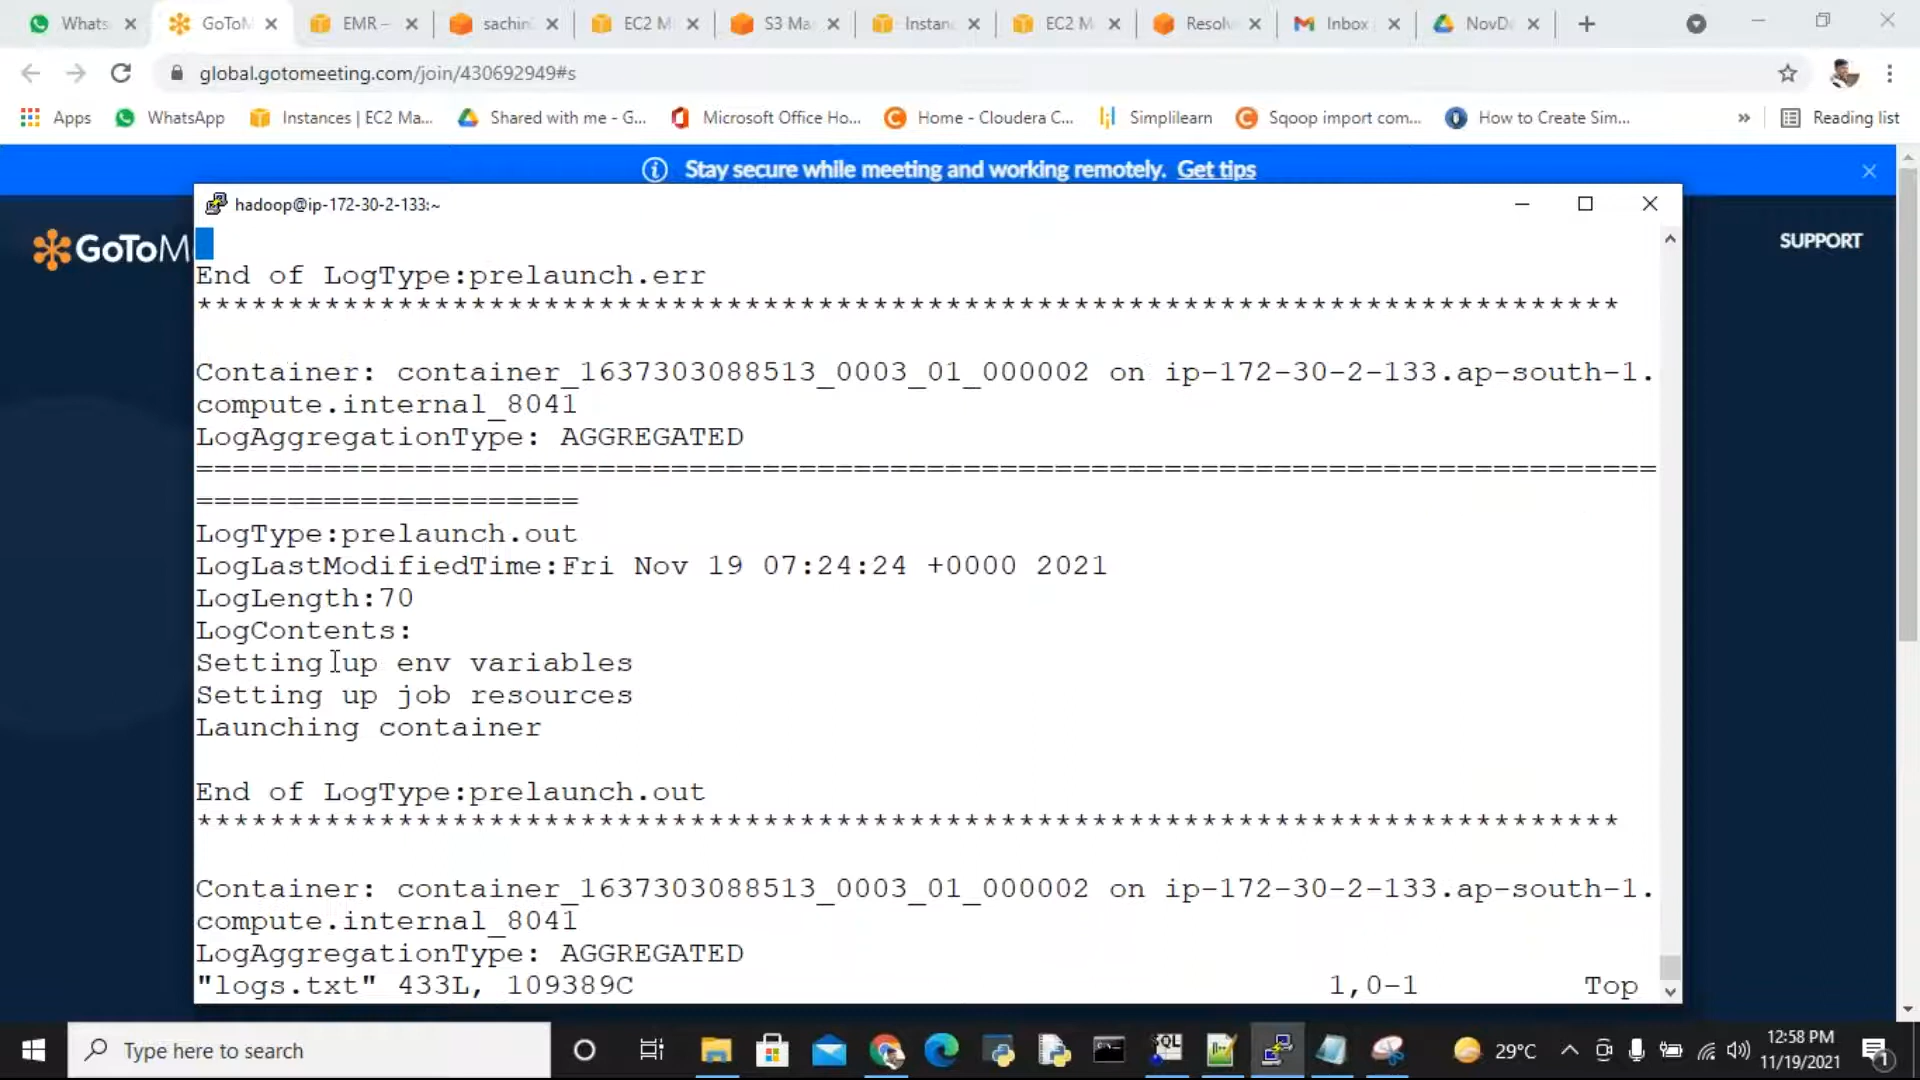 Whats
GoToM
EMR –
sachin
EC2 M
S3 Ma
Instanc
EC2 M
Resolv
Inbox
NovDe
global.gotomeeting.com/join/430692949#s
Apps
WhatsApp
Instances | EC2 Ma...
Shared with me - G...
Microsoft Office Ho...
Home - Cloudera C...
Simplilearn
Sqoop import com...
How to Create Sim...
»
Reading list
Stay secure while meeting and working remotely. Get tips
hadoop@ip-172-30-2-133:~
GoToM
SUPPORT
End of LogType:prelaunch.err
******************************************************************************
Container: container_1637303088513_0003_01_000002 on ip-172-30-2-133.ap-south-1.
compute.internal_8041
LogAggregationType: AGGREGATED
================================================================================
=====================
LogType:prelaunch.out
LogLastModifiedTime:Fri Nov 19 07:24:24 +0000 2021
LogLength:70
LogContents:
Setting up env variables
Setting up job resources
Launching container
End of LogType:prelaunch.out
******************************************************************************
Container: container_1637303088513_0003_01_000002 on ip-172-30-2-133.ap-south-1.
compute.internal_8041
LogAggregationType: AGGREGATED
"logs.txt" 433L, 109389C 1,0-1 Top
Type here to search
29°C
12:58 PM
11/19/2021
1